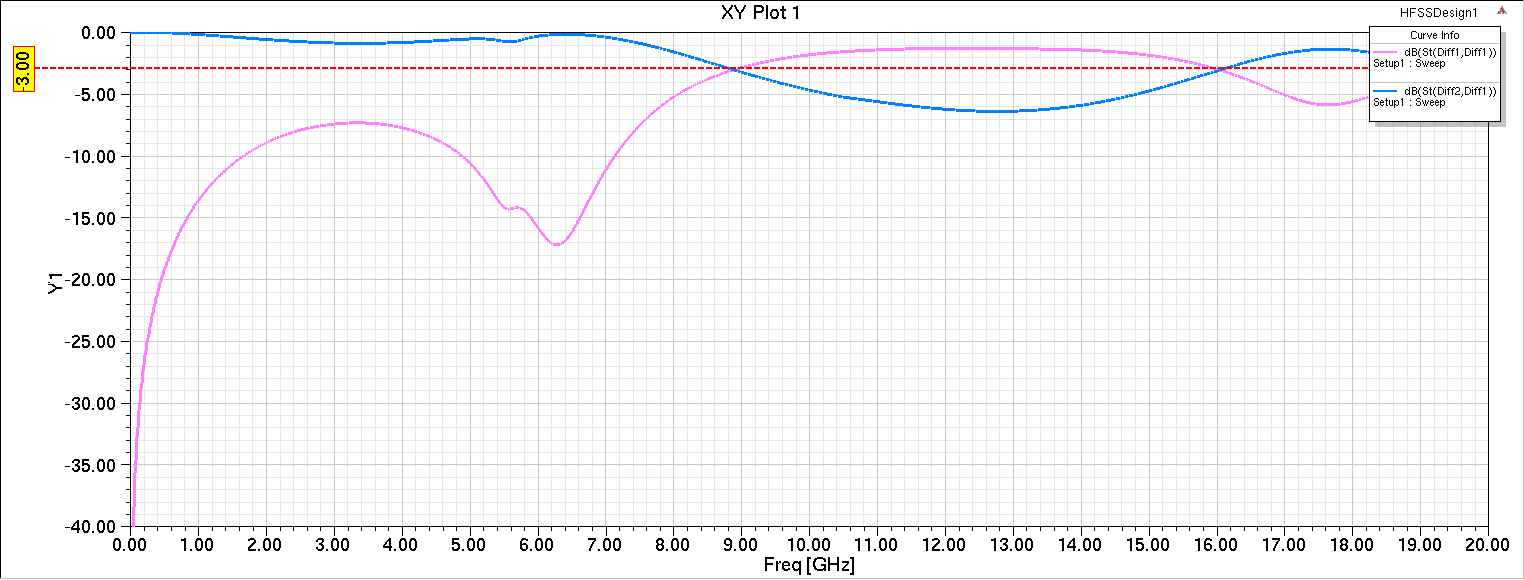 XY Plot 1
HFSSDesign1
Curve Info
dB(St(Diff1,Diff1))
Setup1 : Sweep
dB(St(Diff2,Diff1))
Setup1 : Sweep
-3.00
0.00
-5.00
-10.00
-15.00
-20.00
-25.00
-30.00
-35.00
-40.00
Y1
0.00 1.00 2.00 3.00 4.00 5.00 6.00 7.00 8.00 9.00 10.00 11.00 12.00 13.00 14.00 15.00 16.00 17.00 18.00 19.00 20.00
Freq [GHz]